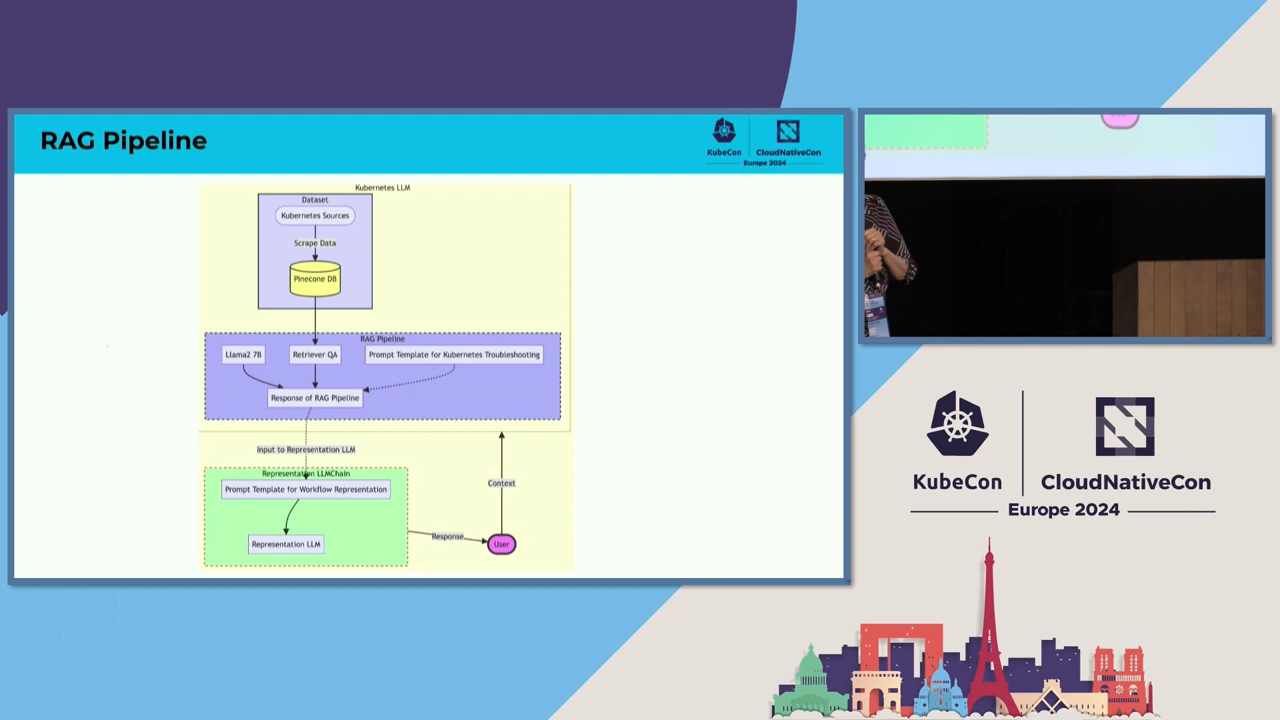 RAG Pipeline
KubeCon
CloudNativeCon
Europe 2024
Kubernetes LLM
Dataset
Kubernetes Sources
Scrape Data
Pinecone DB
RAG Pipeline
Llama2 7B
Retriever QA
Prompt Template for Kubernetes Troubleshooting
Response of RAG Pipeline
Input to Representation LLM
Representation LLMChain
Prompt Template for Workflow Representation
Representation LLM
Context
Response
User
KubeCon
CloudNativeCon
Europe 2024